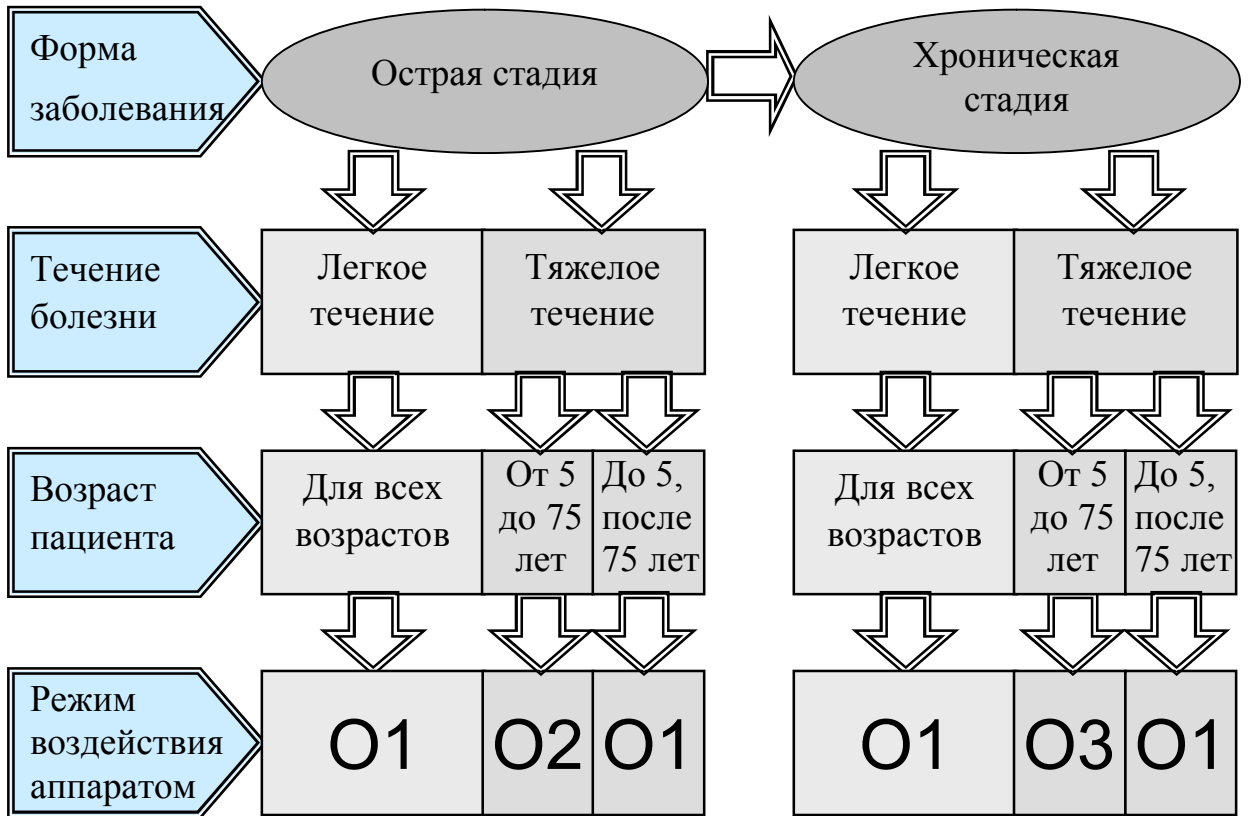 Форма
заболевания
Острая стадия
Хроническая
стадия
Течение
болезни
Легкое
течение
Тяжелое
течение
Легкое
течение
Тяжелое
течение
Возраст
пациента
Для всех
возрастов
От 5
до 75
лет
До 5,
после
75 лет
Для всех
возрастов
От 5
до 75
лет
До 5,
после
75 лет
Режим
воздействия
аппаратом
О1
О2
О1
О1
О3
О1